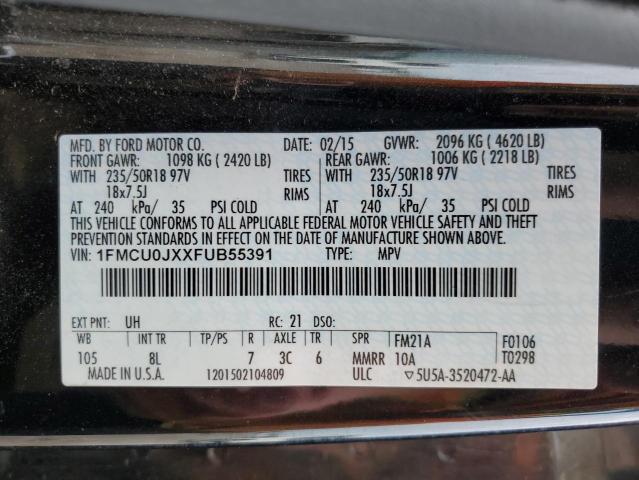 MFD. BY FORD MOTOR CO. DATE: 02/15 GVWR: 2096 KG ( 4620 LB)
FRONT GAWR: 1098 KG ( 2420 LB) REAR GAWR: 1006 KG ( 2218 LB)
WITH 235/50R18 97V TIRES WITH 235/50R18 97V TIRES
18x7.5J RIMS 18x7.5J RIMS
AT 240 kPa/ 35 PSI COLD AT 240 kPa/ 35 PSI COLD
THIS VEHICLE CONFORMS TO ALL APPLICABLE FEDERAL MOTOR VEHICLE SAFETY AND THEFT
PREVENTION STANDARDS IN EFFECT ON THE DATE OF MANUFACTURE SHOWN ABOVE.
VIN: 1FMCU0JXXFUB55391 TYPE: MPV
EXT PNT: UH RC: 21 DSO:
WB INT TR TP/PS R AXLE TR SPR FM21A F0106
105 8L 7 3C 6 MMRR 10A T0298
MADE IN U.S.A. 1201502104809 ULC ▽5U5A-3520472-AA